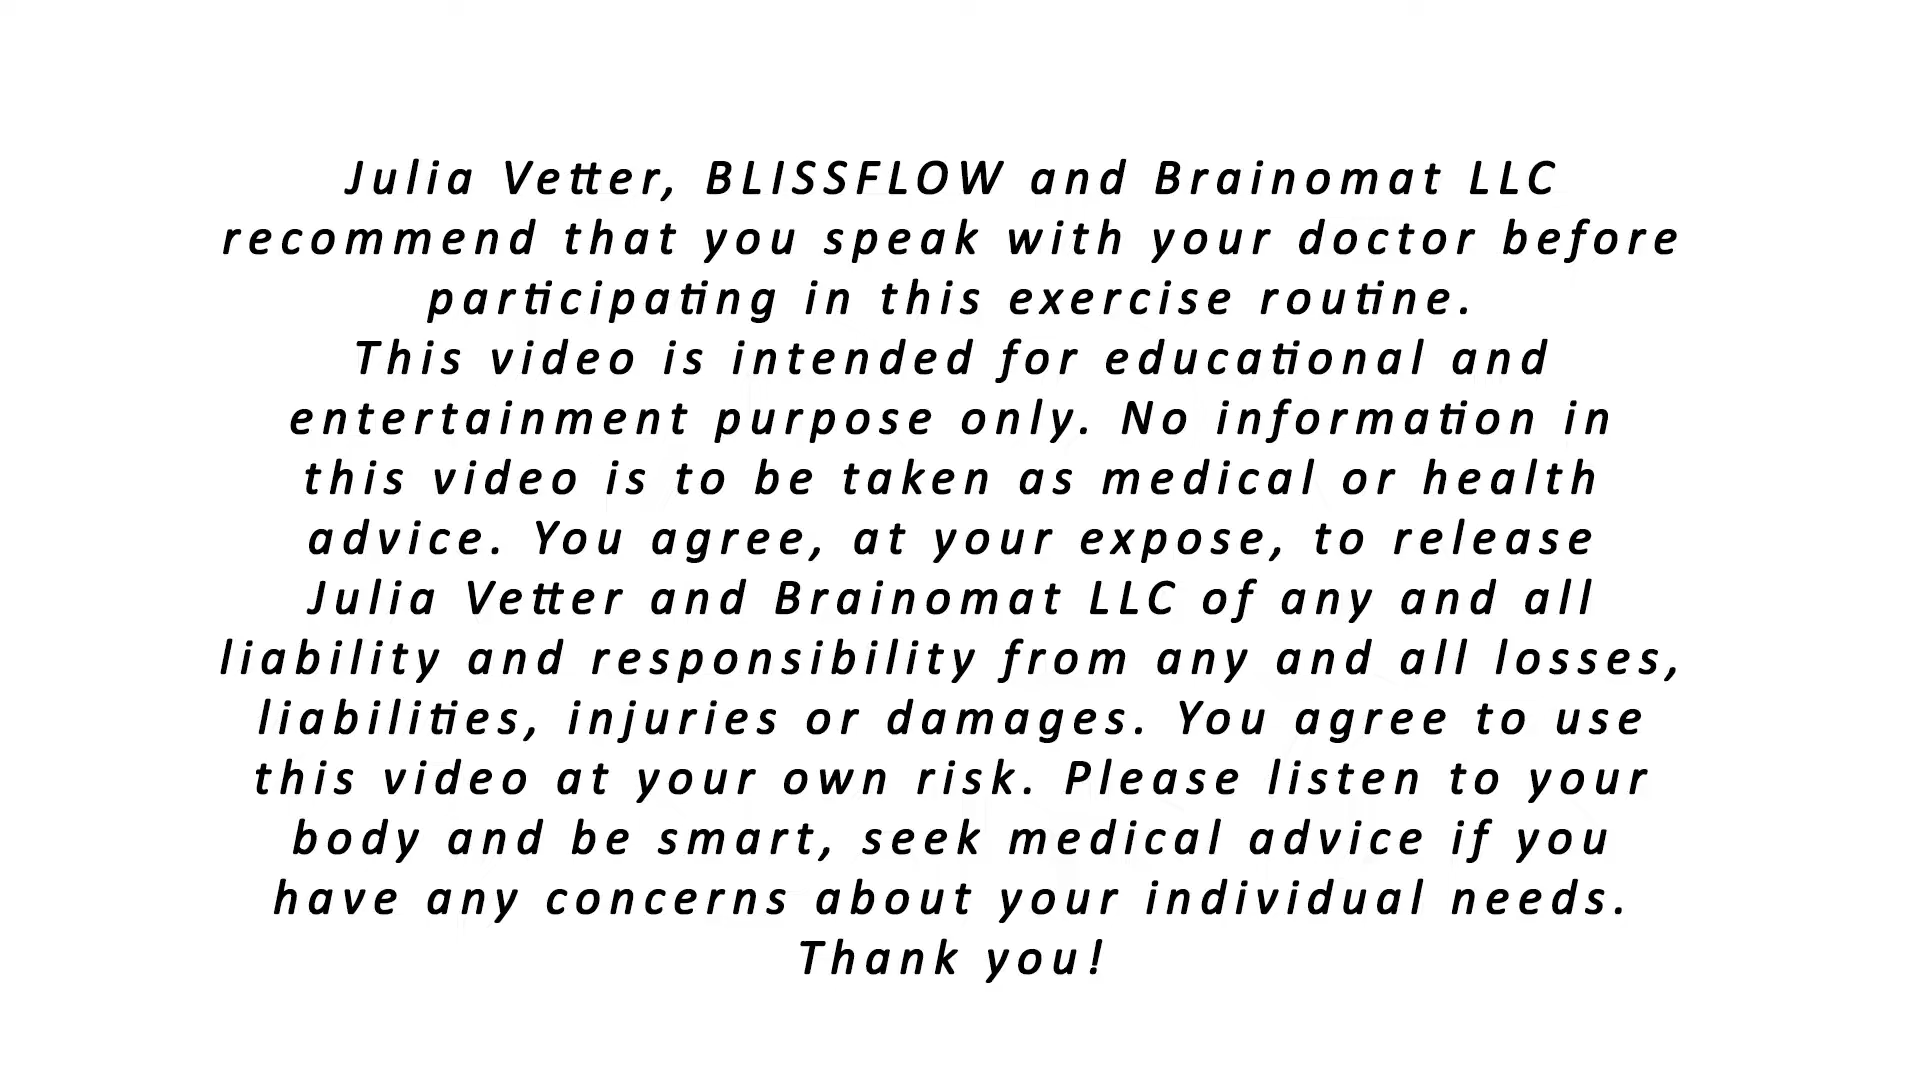 Julia Vetter, BLISSFLOW and Brainomat LLC
recommend that you speak with your doctor before
participating in this exercise routine.
This video is intended for educational and
entertainment purpose only. No information in
this video is to be taken as medical or health
advice. You agree, at your expose, to release
Julia Vetter and Brainomat LLC of any and all
liability and responsibility from any and all losses,
liabilities, injuries or damages. You agree to use
this video at your own risk. Please listen to your
body and be smart, seek medical advice if you
have any concerns about your individual needs.
Thank you!